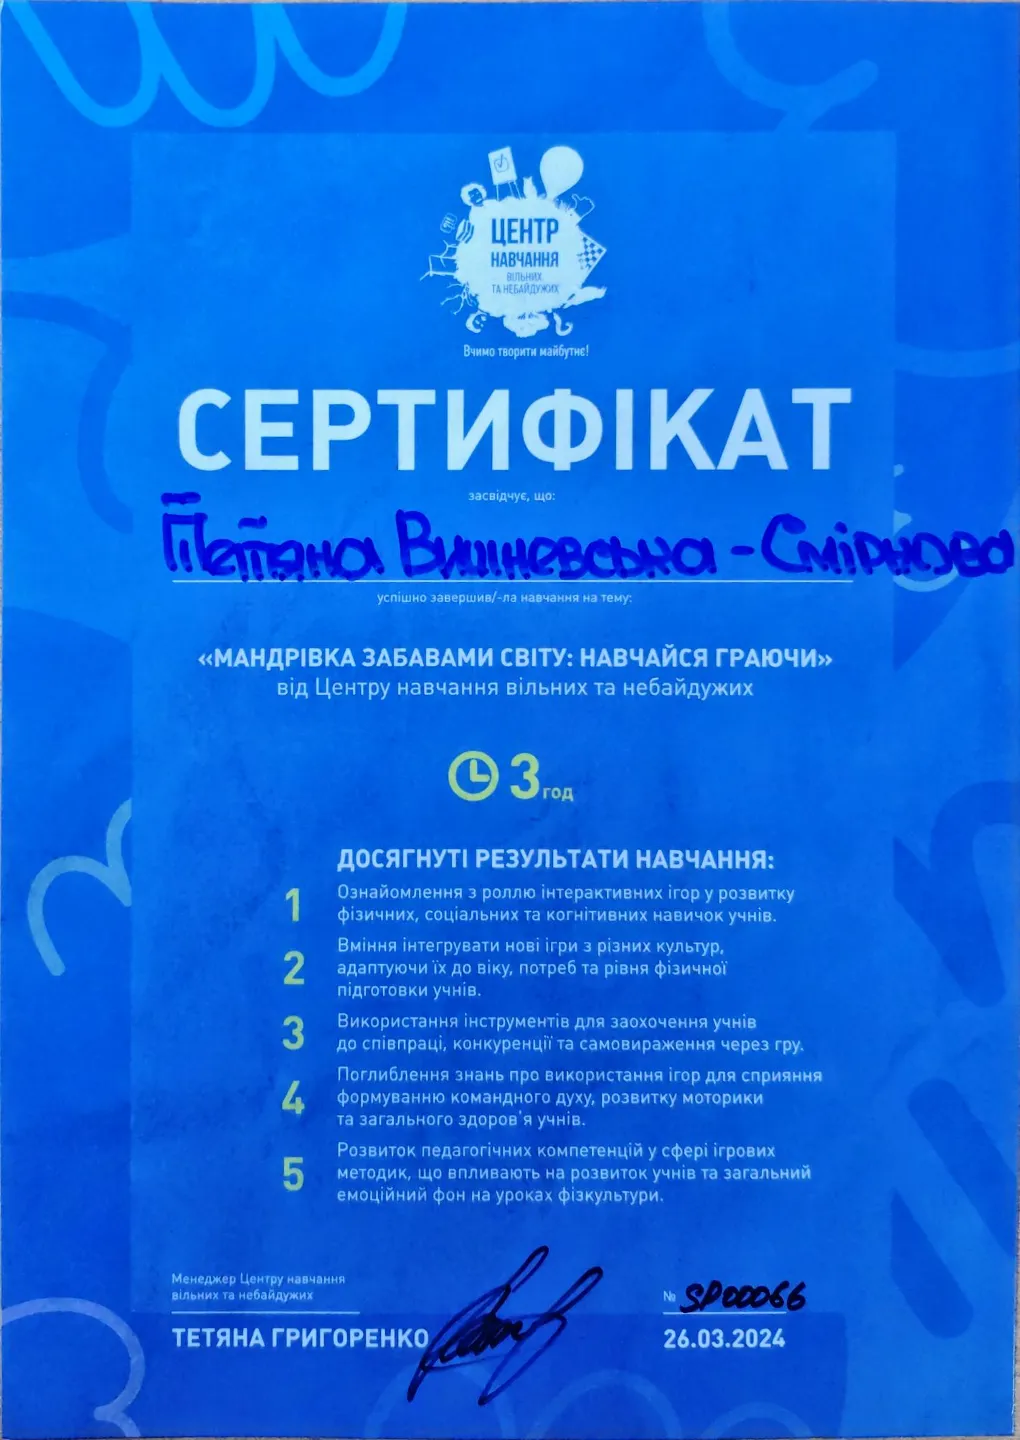 ЦЕНТР
НАВЧАННЯ
ВІЛЬНИХ
ТА НЕБАЙДУЖИХ
Вчимо творити майбутнє!
СЕРТИФІКАТ
засвідчує, що:
Тетяна Вишневська-Смірнова
успішно завершив/-ла навчання на тему:
«МАНДРІВКА ЗАБАВАМИ СВІТУ: НАВЧАЙСЯ ГРАЮЧИ»
від Центру навчання вільних та небайдужих
3 год
ДОСЯГНУТІ РЕЗУЛЬТАТИ НАВЧАННЯ:
1 Ознайомлення з роллю інтерактивних ігор у розвитку
фізичних, соціальних та когнітивних навичок учнів.
2 Вміння інтегрувати нові ігри з різних культур,
адаптуючи їх до віку, потреб та рівня фізичної
підготовки учнів.
3 Використання інструментів для заохочення учнів
до співпраці, конкуренції та самовираження через гру.
4 Поглиблення знань про використання ігор для сприяння
формуванню командного духу, розвитку моторики
та загального здоров'я учнів.
5 Розвиток педагогічних компетенцій у сфері ігрових
методик, що впливають на розвиток учнів та загальний
емоційний фон на уроках фізкультури.
Менеджер Центру навчання
вільних та небайдужих
ТЕТЯНА ГРИГОРЕНКО
№ SP00066
26.03.2024